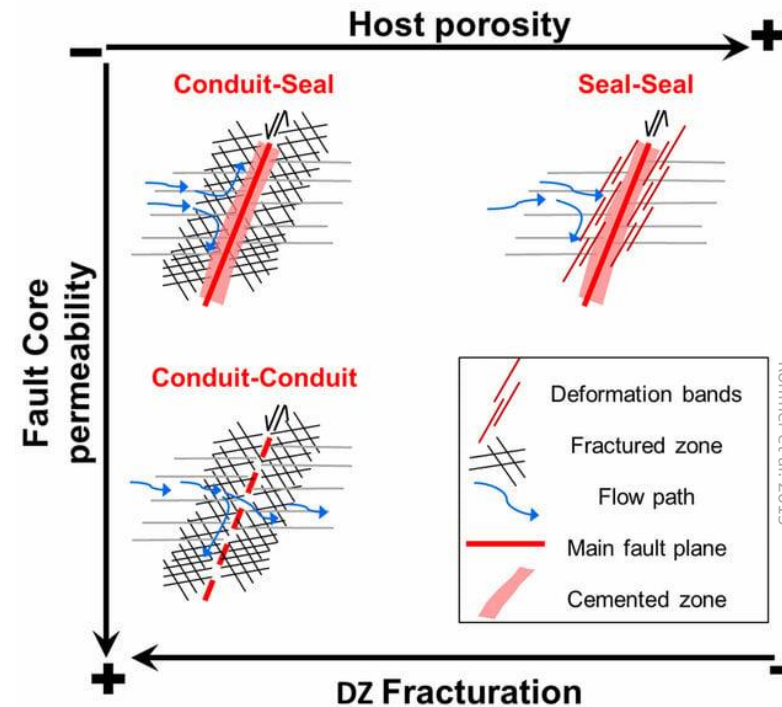 Host porosity
− +
Conduit-Seal
Seal-Seal
Fault Core
permeability
Conduit-Conduit
Deformation bands
Fractured zone
Flow path
Main fault plane
Cemented zone
+ -
DZ Fracturation